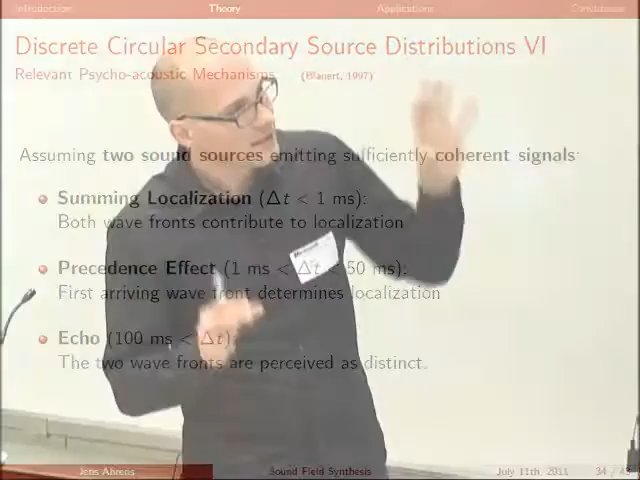 Introduction Theory Applications Conclusions
Discrete Circular Secondary Source Distributions VI
Relevant Psycho-acoustic Mechanisms (Blauert, 1997)
Assuming two sound sources emitting sufficiently coherent signals:
Summing Localization (Δt < 1 ms):
Both wave fronts contribute to localization
Precedence Effect (1 ms < Δt < 50 ms):
First arriving wave front determines localization
Echo (100 ms < Δt):
The two wave fronts are perceived as distinct.
Jens Ahrens Sound Field Synthesis July 11th, 2011 34 /